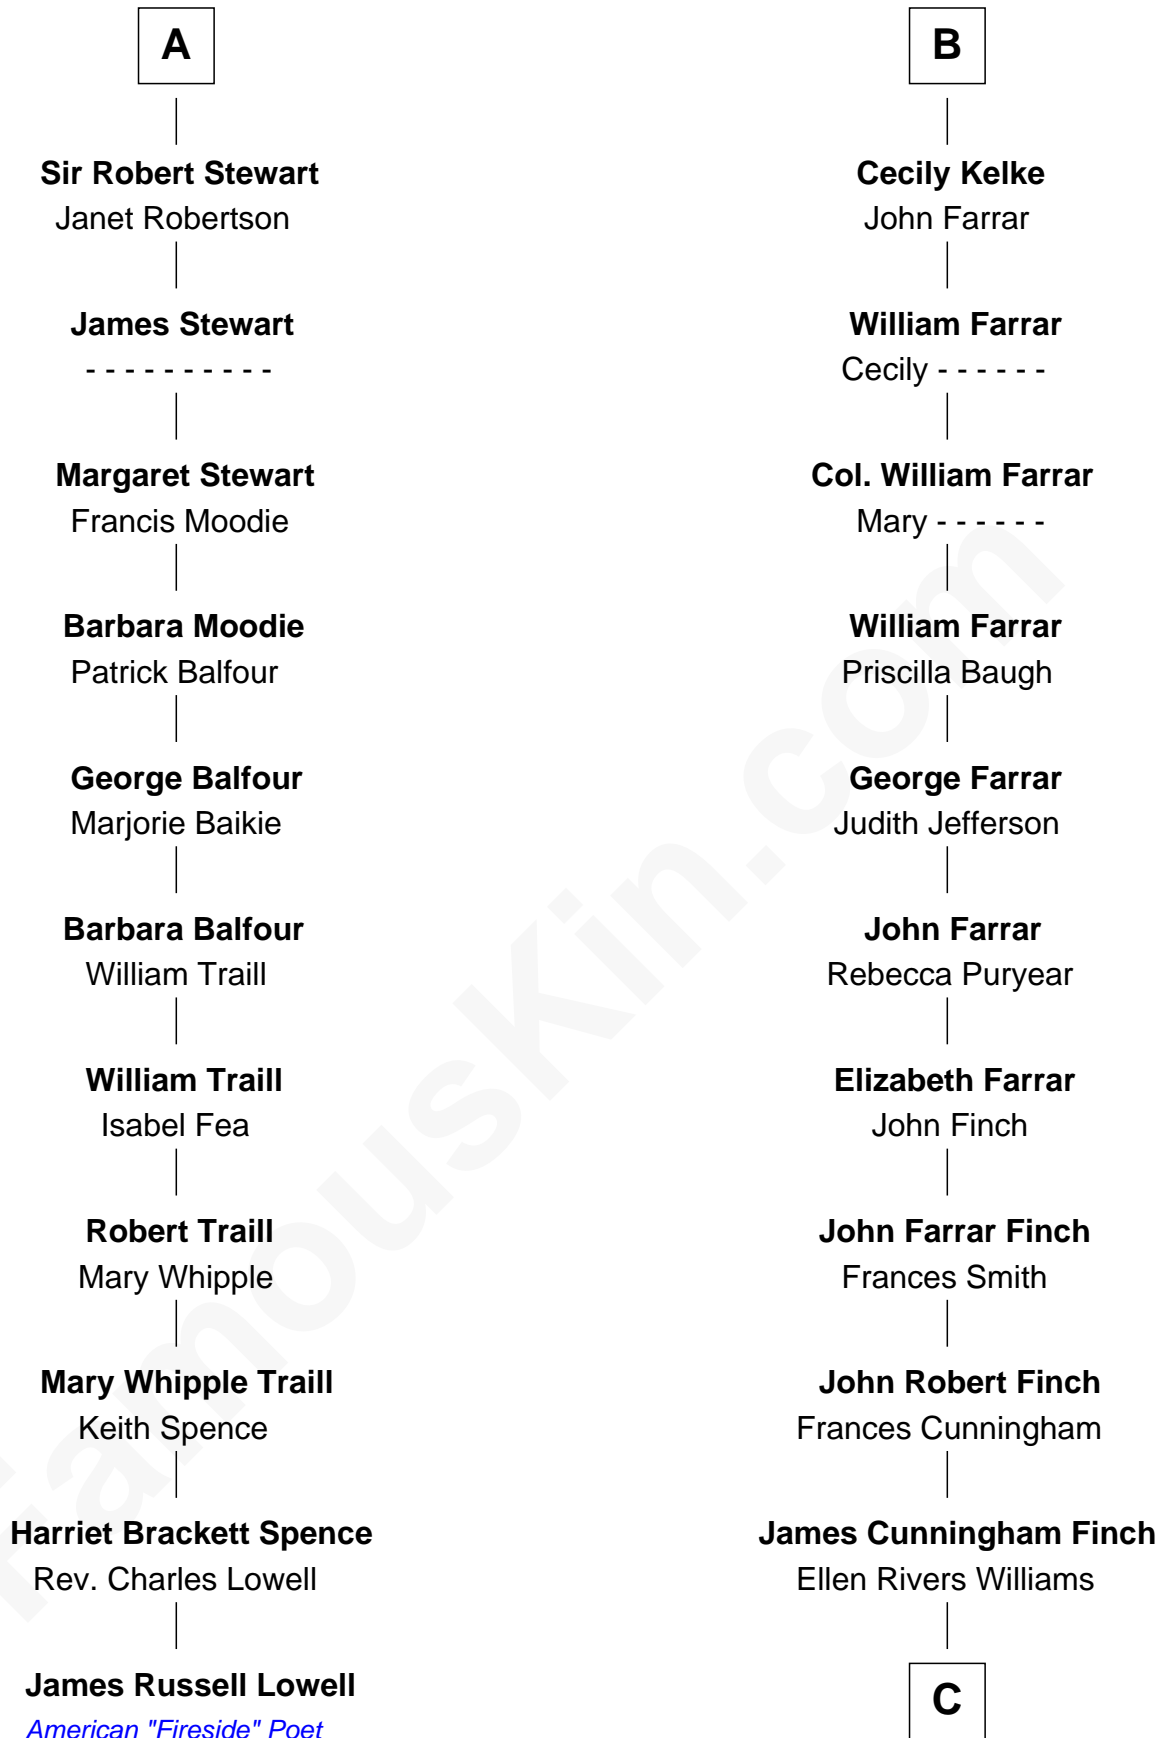 A
Sir Robert Stewart
Janet Robertson
James Stewart
- - - - - - - - - -
Margaret Stewart
Francis Moodie
Barbara Moodie
Patrick Balfour
George Balfour
Marjorie Baikie
Barbara Balfour
William Traill
William Traill
Isabel Fea
Robert Traill
Mary Whipple
Mary Whipple Traill
Keith Spence
Harriet Brackett Spence
Rev. Charles Lowell
James Russell Lowell
American "Fireside" Poet
B
Cecily Kelke
John Farrar
William Farrar
Cecily - - - - - -
Col. William Farrar
Mary - - - - - -
William Farrar
Priscilla Baugh
George Farrar
Judith Jefferson
John Farrar
Rebecca Puryear
Elizabeth Farrar
John Finch
John Farrar Finch
Frances Smith
John Robert Finch
Frances Cunningham
James Cunningham Finch
Ellen Rivers Williams
C
famouskin.com